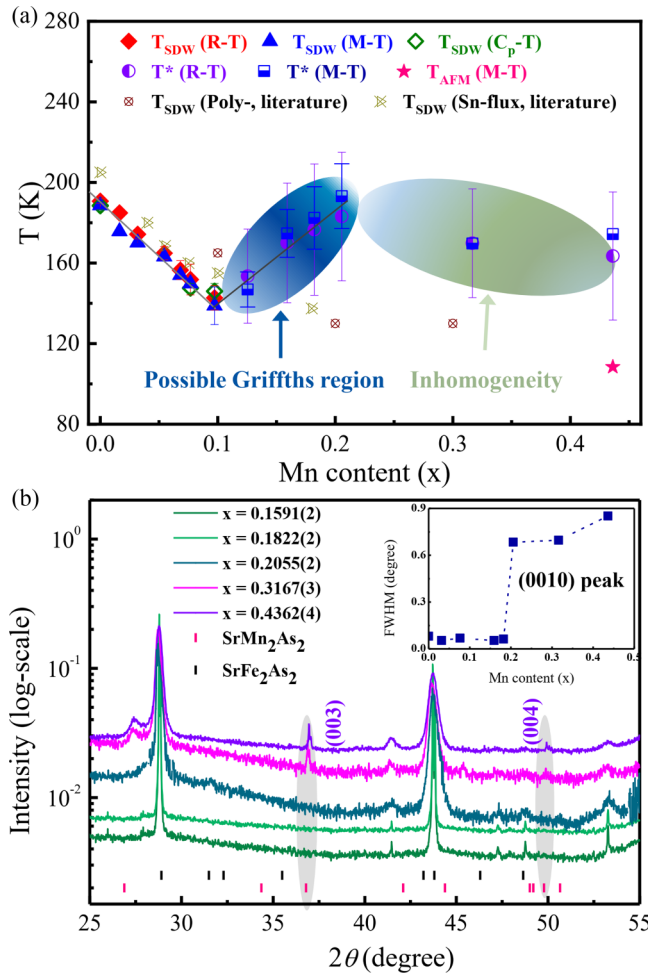 (a)
T_SDW (R-T) T_SDW (M-T) T_SDW (C_p-T)
T* (R-T) T* (M-T) T_AFM (M-T)
T_SDW (Poly-, literature) T_SDW (Sn-flux, literature)
280
240
200
160
120
80
T (K)
Possible Griffths region
Inhomogeneity
0.0 0.1 0.2 0.3 0.4
Mn content (x)
(b)
x = 0.1591(2)
x = 0.1822(2)
x = 0.2055(2)
x = 0.3167(3)
x = 0.4362(4)
SrMn₂As₂
SrFe₂As₂
0.9
0.6
0.3
0.0
FWHM (degree)
(0010) peak
0.0 0.1 0.2 0.3 0.4 0.5
Mn content (x)
10⁰
10⁻¹
10⁻²
Intensity (log-scale)
(003)
(004)
25 30 35 40 45 50 55
2θ (degree)